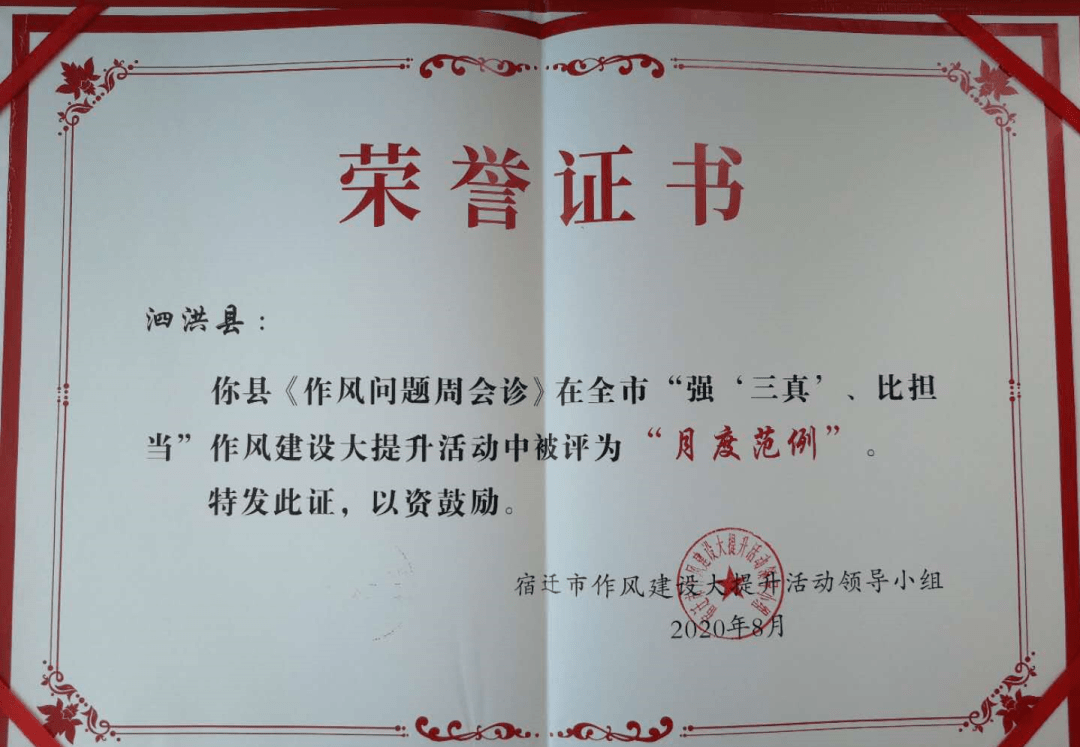 荣誉证书
泗洪县：
你县《作风问题周会诊》在全市“强‘三真’、比担
当”作风建设大提升活动中被评为“月度范例”。
特发此证，以资鼓励。
宿迁市作风建设大提升活动领导小组
2020年8月